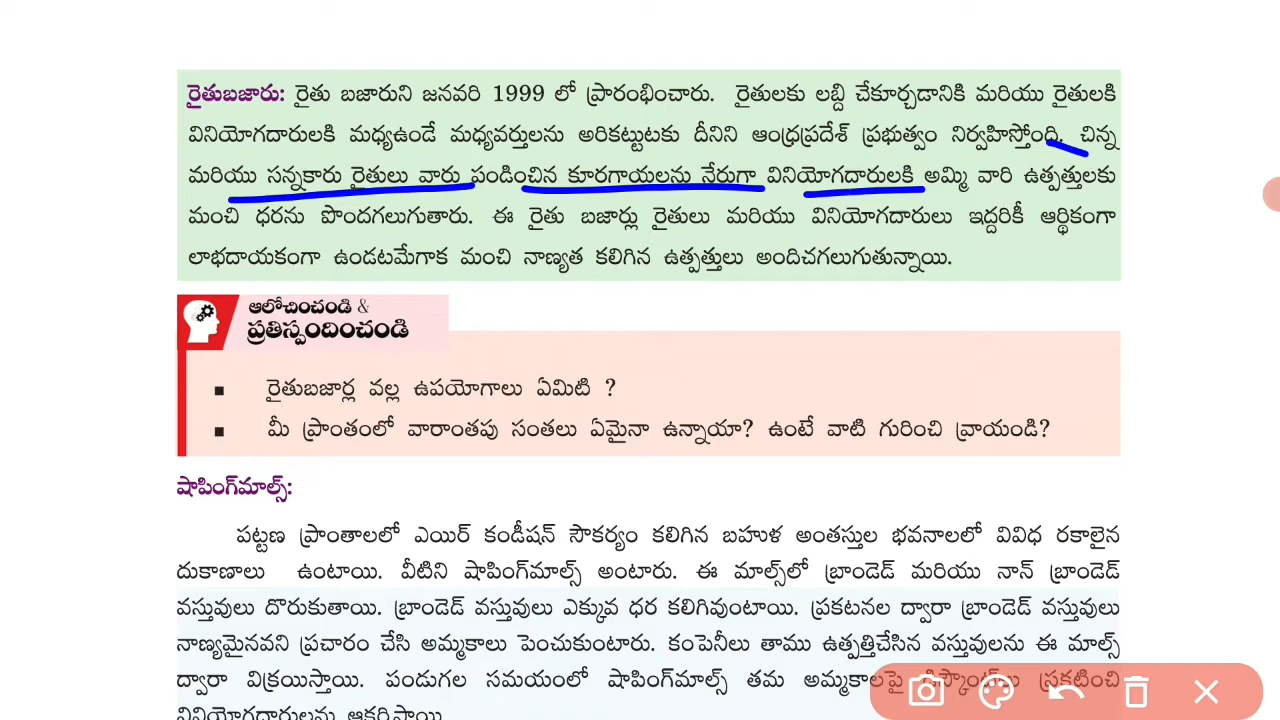 రైతుబజారు: రైతు బజారుని జనవరి 1999 లో ప్రారంభించారు. రైతులకు లబ్ది చేకూర్చడానికి మరియు రైతులకి
వినియోగదారులకి మధ్యఉండే మధ్యవర్తులను అరికట్టుటకు దీనిని ఆంధ్రప్రదేశ్ ప్రభుత్వం నిర్వహిస్తోంది. చిన్న
మరియు సన్నకారు రైతులు వారు పండించిన కూరగాయలను నేరుగా వినియోగదారులకి అమ్మి వారి ఉత్పత్తులకు
మంచి ధరను పొందగలుగుతారు. ఈ రైతు బజార్లు రైతులు మరియు వినియోగదారులు ఇద్దరికీ ఆర్థికంగా
లాభదాయకంగా ఉండటమేగాక మంచి నాణ్యత కలిగిన ఉత్పత్తులు అందిచగలుగుతున్నాయి.
ఆలోచించండి &
ప్రతిస్పందించండి
▪ రైతుబజార్ల వల్ల ఉపయోగాలు ఏమిటి ?
▪ మీ ప్రాంతంలో వారాంతపు సంతలు ఏమైనా ఉన్నాయా? ఉంటే వాటి గురించి వ్రాయండి?
షాపింగ్‌మాల్స్:
పట్టణ ప్రాంతాలలో ఎయిర్ కండీషన్ సౌకర్యం కలిగిన బహుళ అంతస్తుల భవనాలలో వివిధ రకాలైన
దుకాణాలు ఉంటాయి. వీటిని షాపింగ్‌మాల్స్ అంటారు. ఈ మాల్స్‌లో బ్రాండెడ్ మరియు నాన్ బ్రాండెడ్
వస్తువులు దొరుకుతాయి. బ్రాండెడ్ వస్తువులు ఎక్కువ ధర కలిగివుంటాయి. ప్రకటనల ద్వారా బ్రాండెడ్ వస్తువులు
నాణ్యమైనవని ప్రచారం చేసి అమ్మకాలు పెంచుకుంటారు. కంపెనీలు తాము ఉత్పత్తిచేసిన వస్తువులను ఈ మాల్స్
ద్వారా విక్రయిస్తాయి. పండుగల సమయంలో షాపింగ్‌మాల్స్ తమ అమ్మకాలపై డిస్కౌంట్‌లు ప్రకటించి
వినియోగదారులను ఆకర్షిస్తాయి.